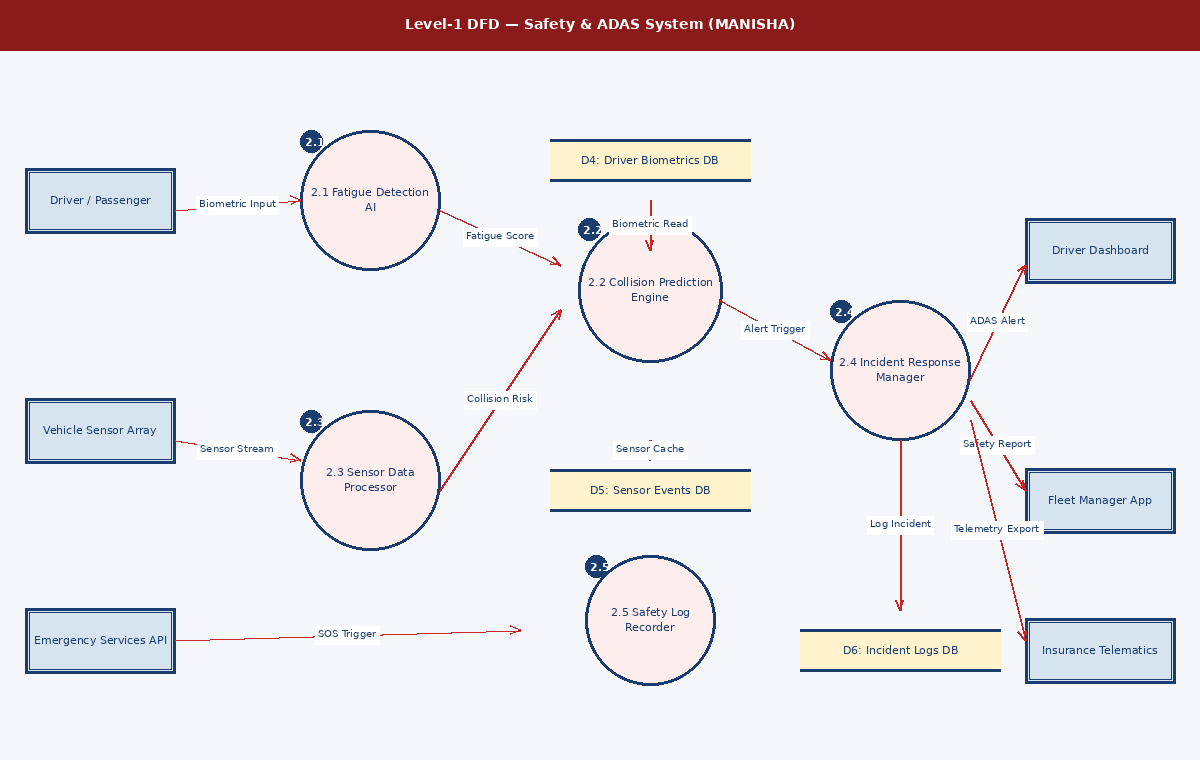 Level-1 DFD — Safety & ADAS System (MANISHA)
Driver / Passenger
Biometric Input
2.1
2.1 Fatigue Detection
AI
Fatigue Score
D4: Driver Biometrics DB
Biometric Read
2.2
2.2 Collision Prediction
Engine
Alert Trigger
2.4
2.4 Incident Response
Manager
ADAS Alert
Driver Dashboard
Vehicle Sensor Array
Sensor Stream
2.3
2.3 Sensor Data
Processor
Collision Risk
Sensor Cache
D5: Sensor Events DB
Safety Report
Fleet Manager App
Log Incident
Telemetry Export
Emergency Services API
SOS Trigger
2.5
2.5 Safety Log
Recorder
D6: Incident Logs DB
Insurance Telematics